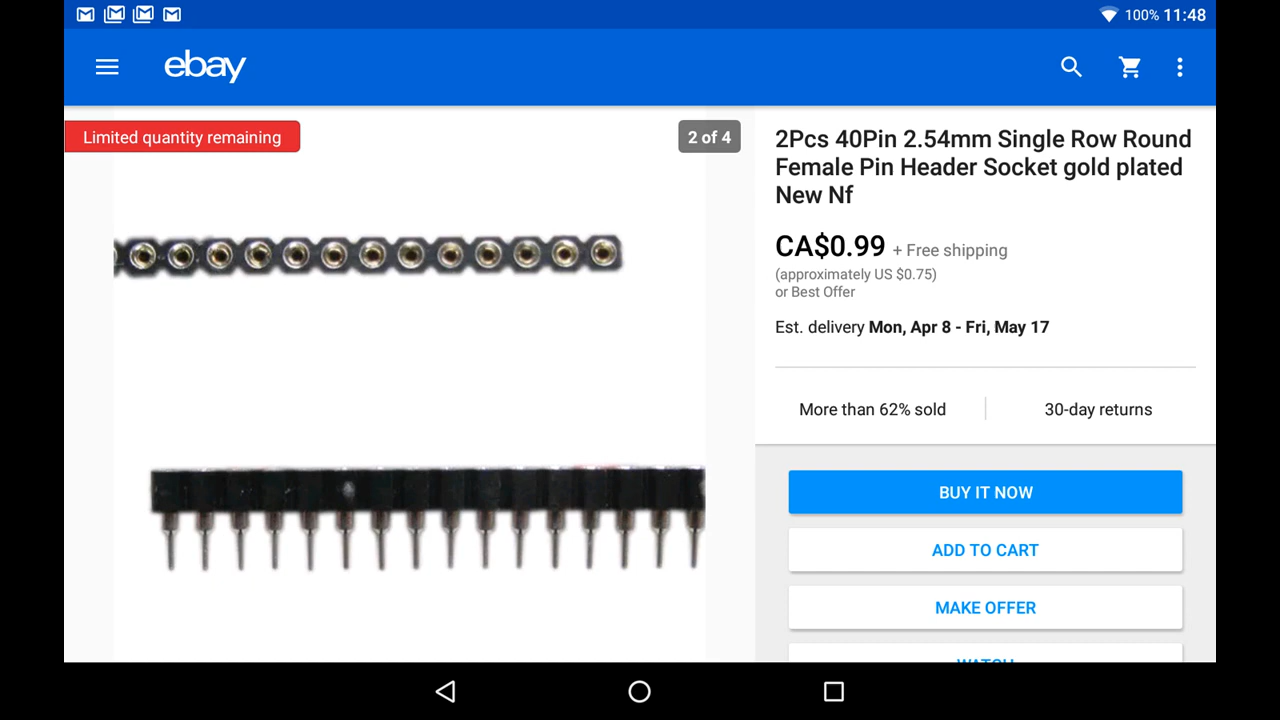 100% 11:48
ebay
Limited quantity remaining
2 of 4
2Pcs 40Pin 2.54mm Single Row Round
Female Pin Header Socket gold plated
New Nf
CA$0.99 + Free shipping
(approximately US $0.75)
or Best Offer
Est. delivery Mon, Apr 8 - Fri, May 17
More than 62% sold
30-day returns
BUY IT NOW
ADD TO CART
MAKE OFFER
WATCH